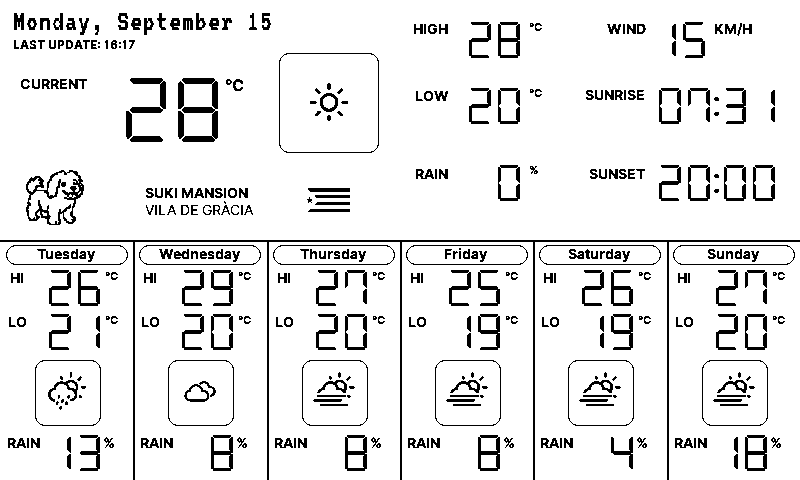 Monday, September 15
LAST UPDATE: 16:17
CURRENT 28 °C
HIGH 28 °C
WIND 15 KM/H
LOW 20 °C
SUNRISE 07:31
RAIN 0 %
SUNSET 20:00
SUKI MANSION
VILA DE GRÀCIA
Tuesday
HI 26 °C
LO 21 °C
RAIN 13 %
Wednesday
HI 29 °C
LO 20 °C
RAIN 8 %
Thursday
HI 27 °C
LO 20 °C
RAIN 8 %
Friday
HI 25 °C
LO 19 °C
RAIN 8 %
Saturday
HI 26 °C
LO 19 °C
RAIN 4 %
Sunday
HI 27 °C
LO 20 °C
RAIN 18 %